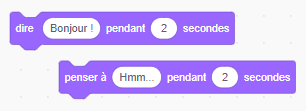 dire Bonjour ! pendant 2 secondes
penser à Hmm... pendant 2 secondes